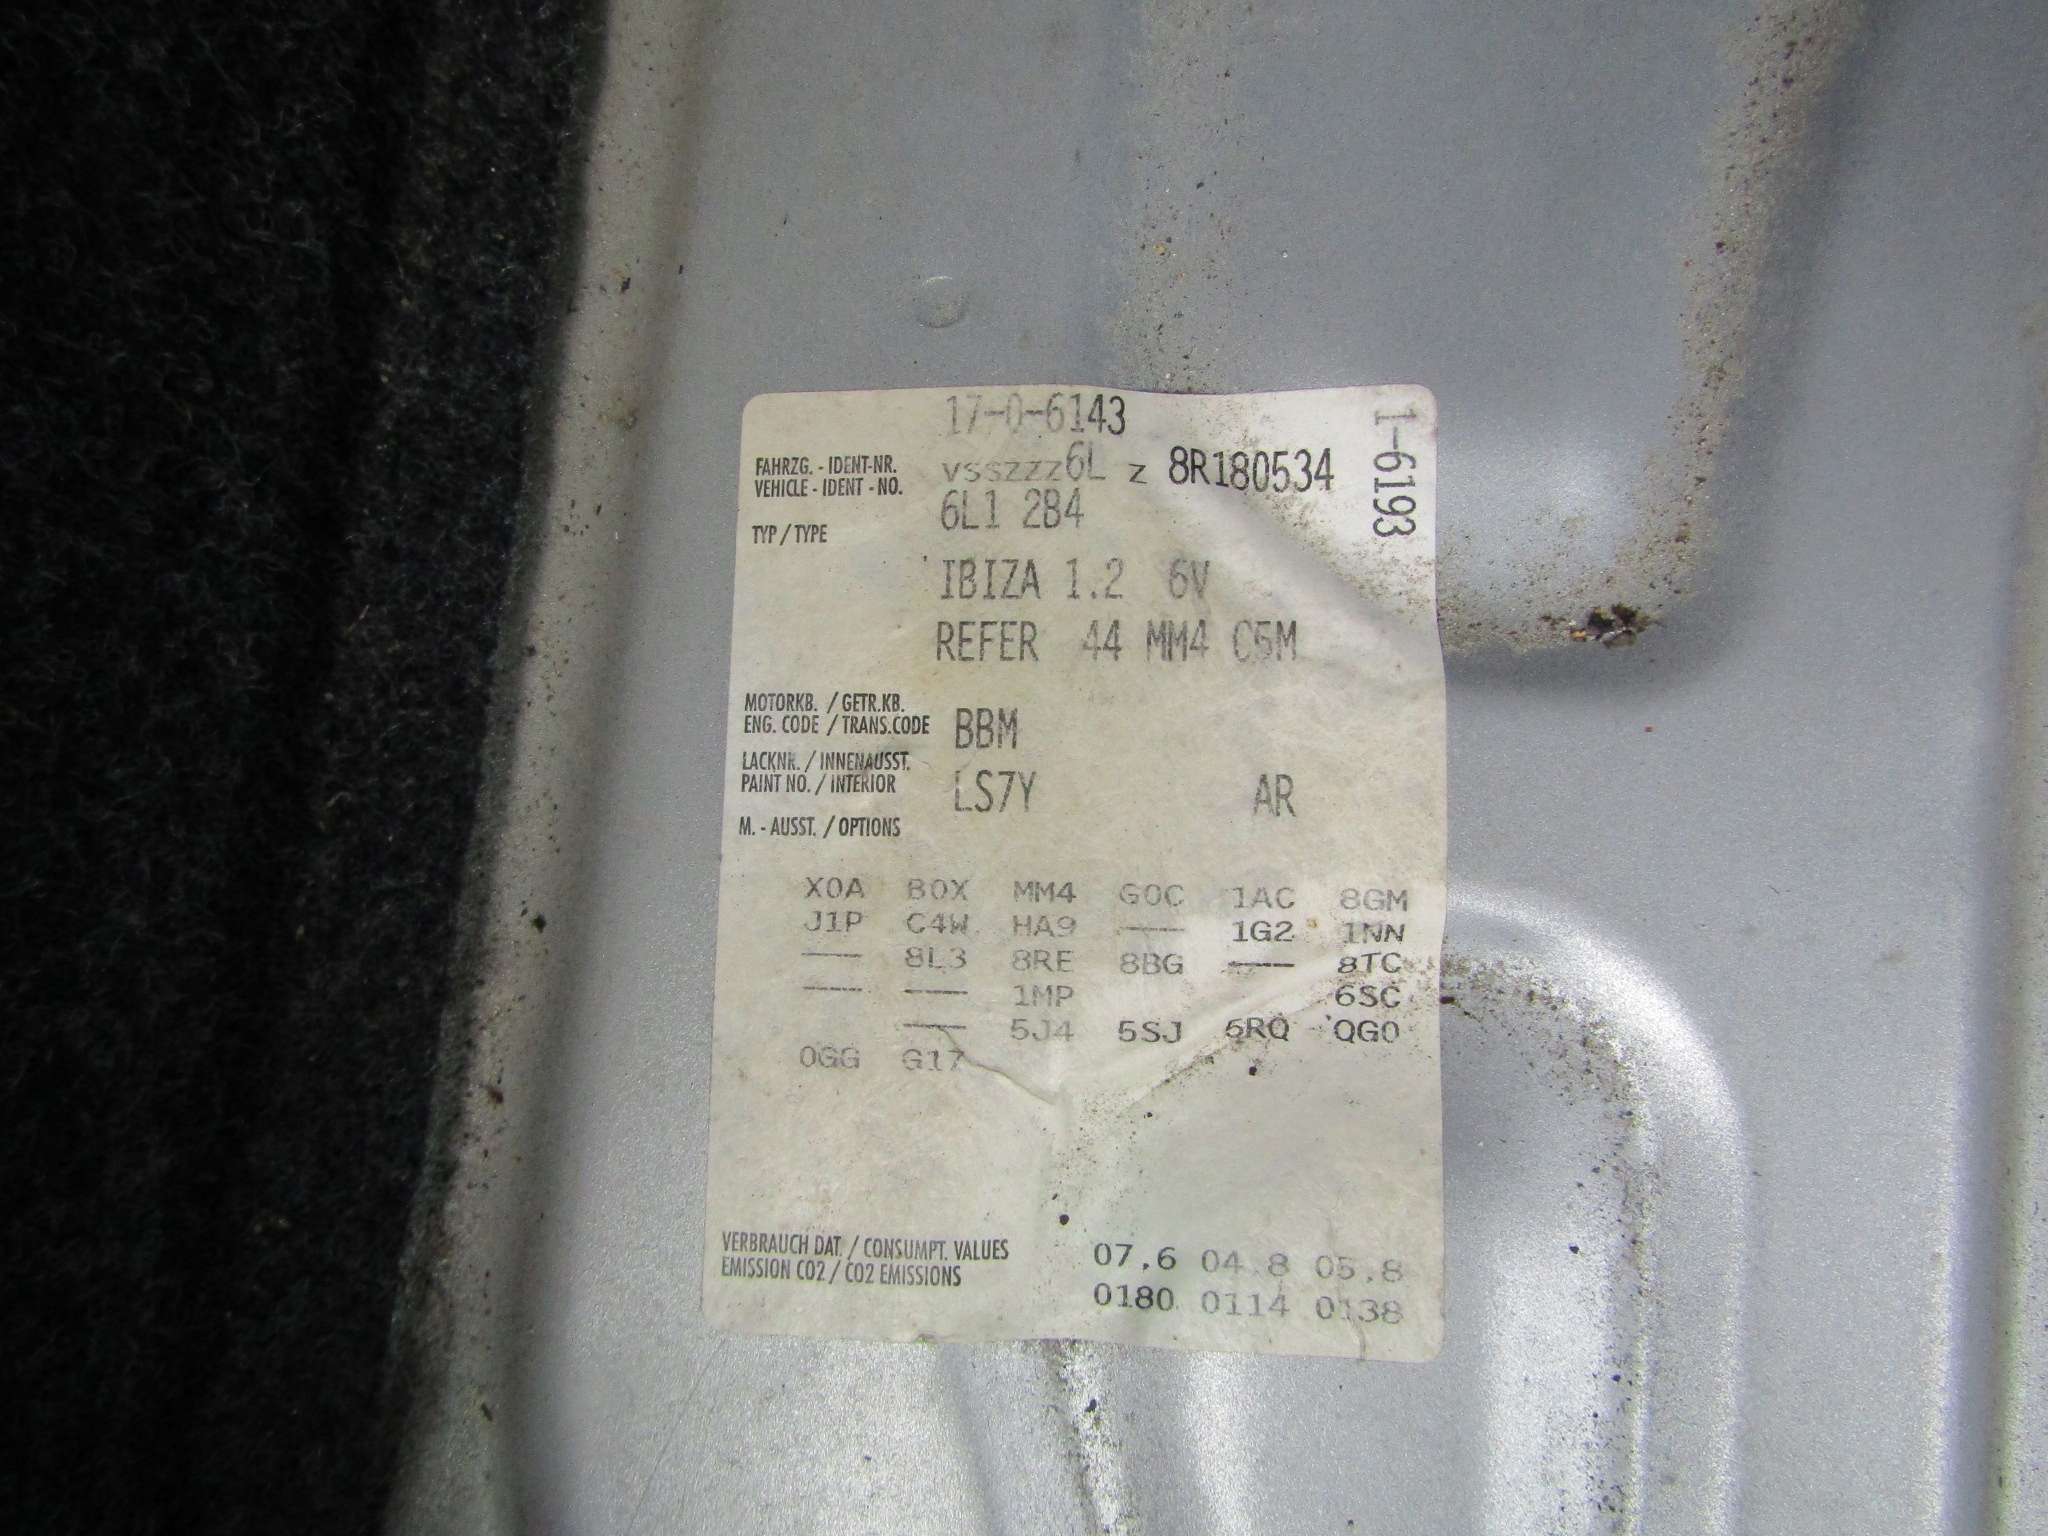 17-0-6143
1-6193
FAHRZG. - IDENT-NR. VSSZZZ6L Z 8R180534
VEHICLE - IDENT - NO.
6L1 2B4
TYP / TYPE
IBIZA 1.2 6V
REFER 44 MM4 C5M
MOTORKB. / GETR.KB.
ENG. CODE / TRANS.CODE BBM
LACKNR. / INNENAUSST.
PAINT NO. / INTERIOR LS7Y AR
M. - AUSST. / OPTIONS
X0A B0X MM4 G0C 1AC 8GM
J1P C4W HA9 —— 1G2 1NN
—— 8L3 8RE 8BG —— 8TC
—— —— 1MP 6SC
—— 5J4 5SJ 5RQ QG0
0GG G17
VERBRAUCH DAT. / CONSUMPT. VALUES 07,6 04,8 05,8
EMISSION CO2 / CO2 EMISSIONS 0180 0114 0138